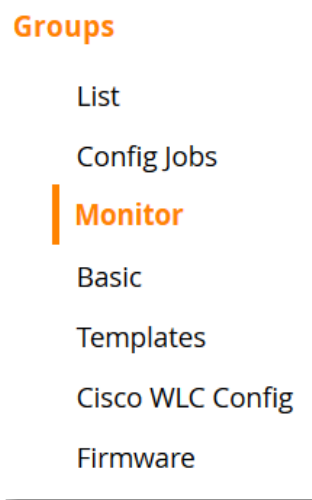 Groups
List
Config Jobs
Monitor
Basic
Templates
Cisco WLC Config
Firmware